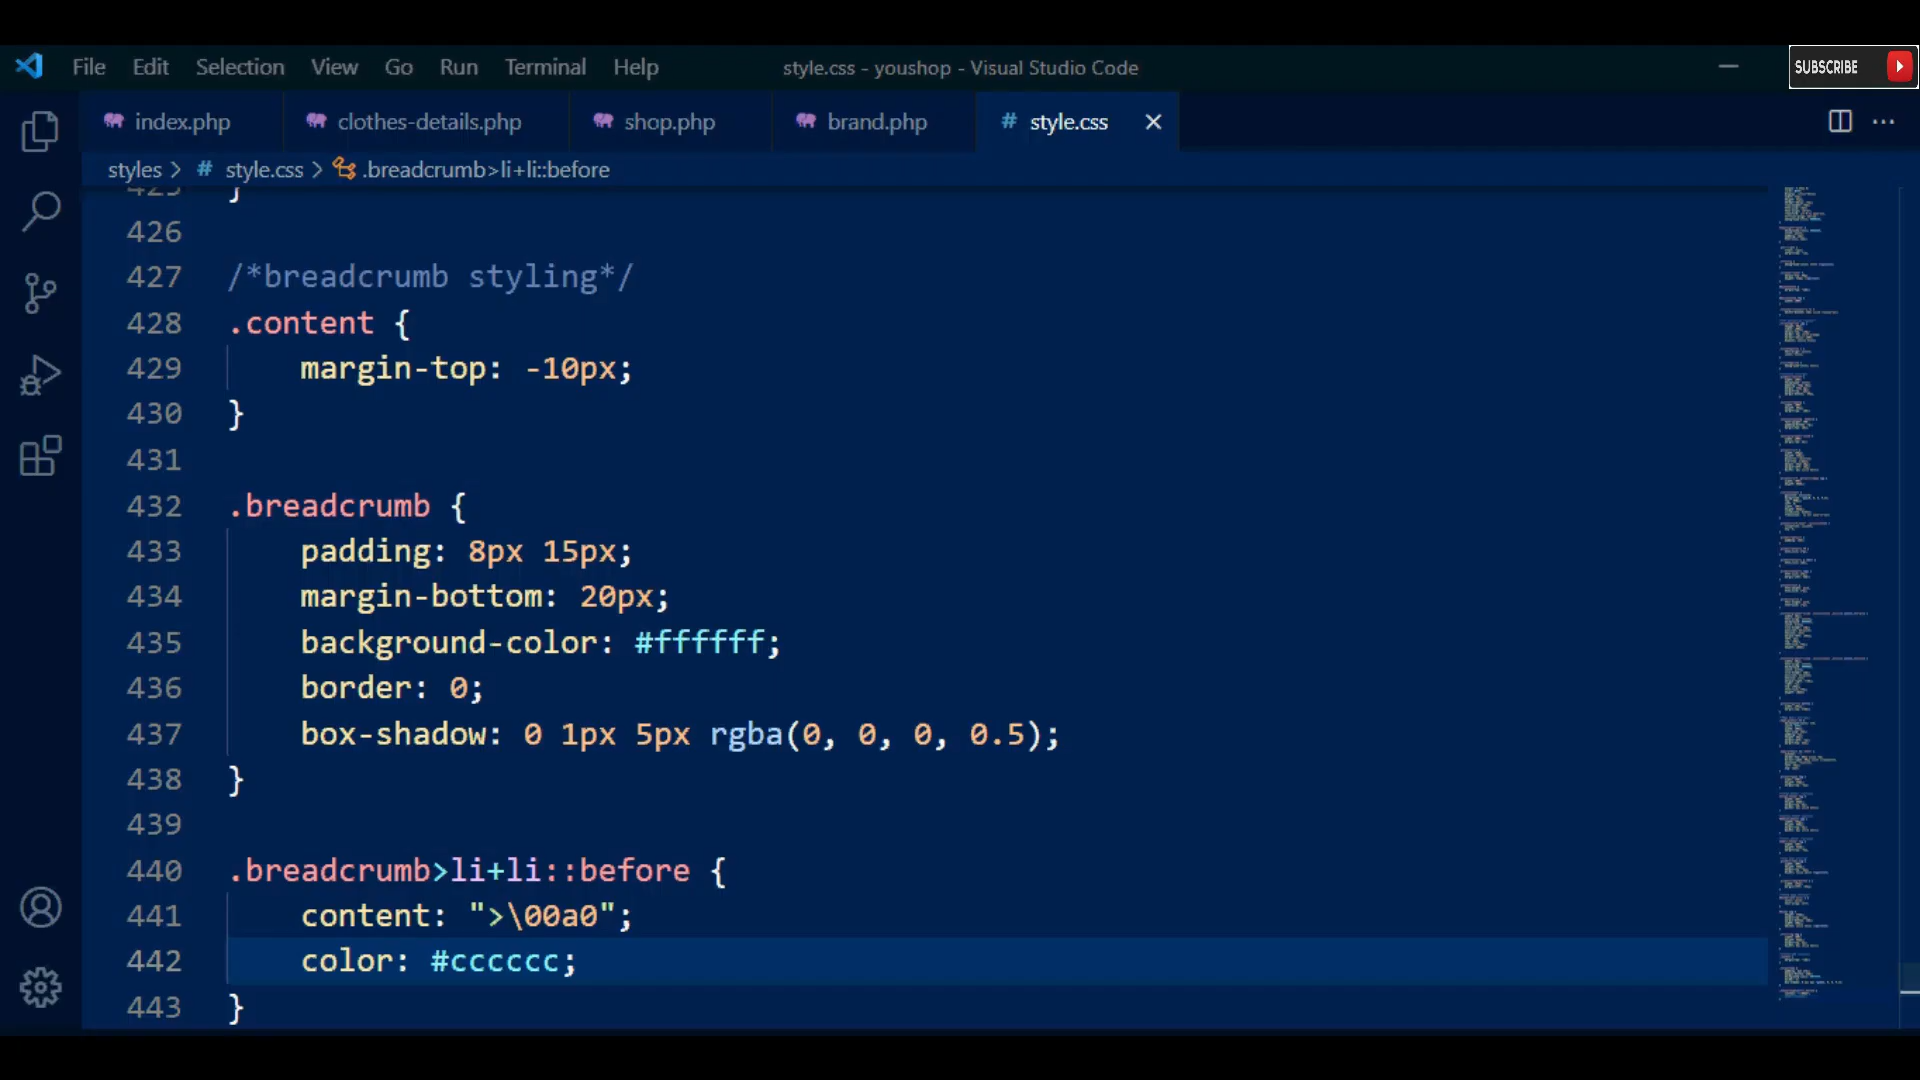 File Edit Selection View Go Run Terminal Help style.css - youshop - Visual Studio Code SUBSCRIBE
index.php clothes-details.php shop.php brand.php # style.css
styles > # style.css > .breadcrumb>li+li::before
425 }
426
427 /*breadcrumb styling*/
428 .content {
429 margin-top: -10px;
430 }
431
432 .breadcrumb {
433 padding: 8px 15px;
434 margin-bottom: 20px;
435 background-color: #ffffff;
436 border: 0;
437 box-shadow: 0 1px 5px rgba(0, 0, 0, 0.5);
438 }
439
440 .breadcrumb>li+li::before {
441 content: ">\00a0";
442 color: #cccccc;
443 }